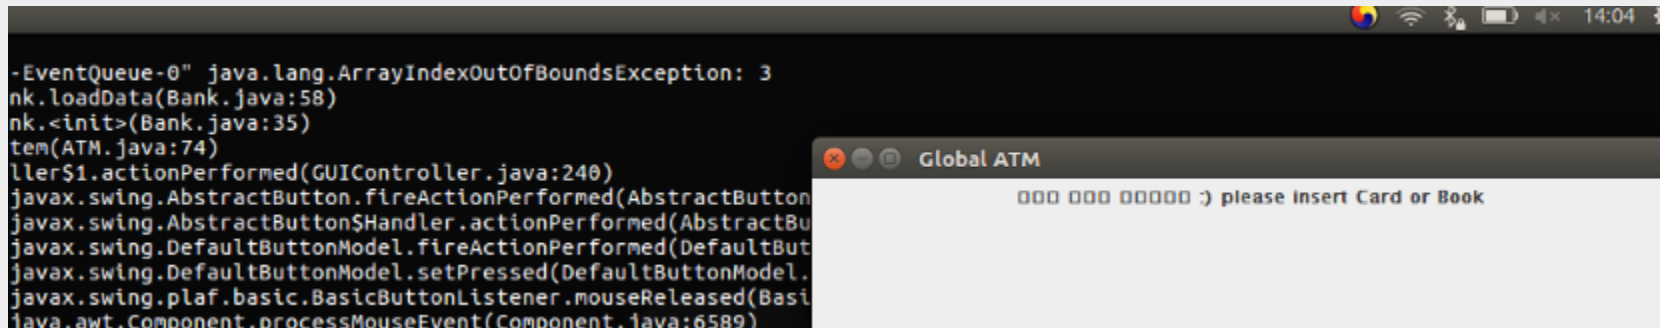 14:04
-EventQueue-0" java.lang.ArrayIndexOutOfBoundsException: 3
nk.loadData(Bank.java:58)
nk.<init>(Bank.java:35)
tem(ATM.java:74)
ller$1.actionPerformed(GUIController.java:240)
javax.swing.AbstractButton.fireActionPerformed(AbstractButton
javax.swing.AbstractButton$Handler.actionPerformed(AbstractBu
javax.swing.DefaultButtonModel.fireActionPerformed(DefaultBut
javax.swing.DefaultButtonModel.setPressed(DefaultButtonModel.
javax.swing.plaf.basic.BasicButtonListener.mouseReleased(Basi
java.awt.Component.processMouseEvent(Component.java:6589)
Global ATM
:) please insert Card or Book